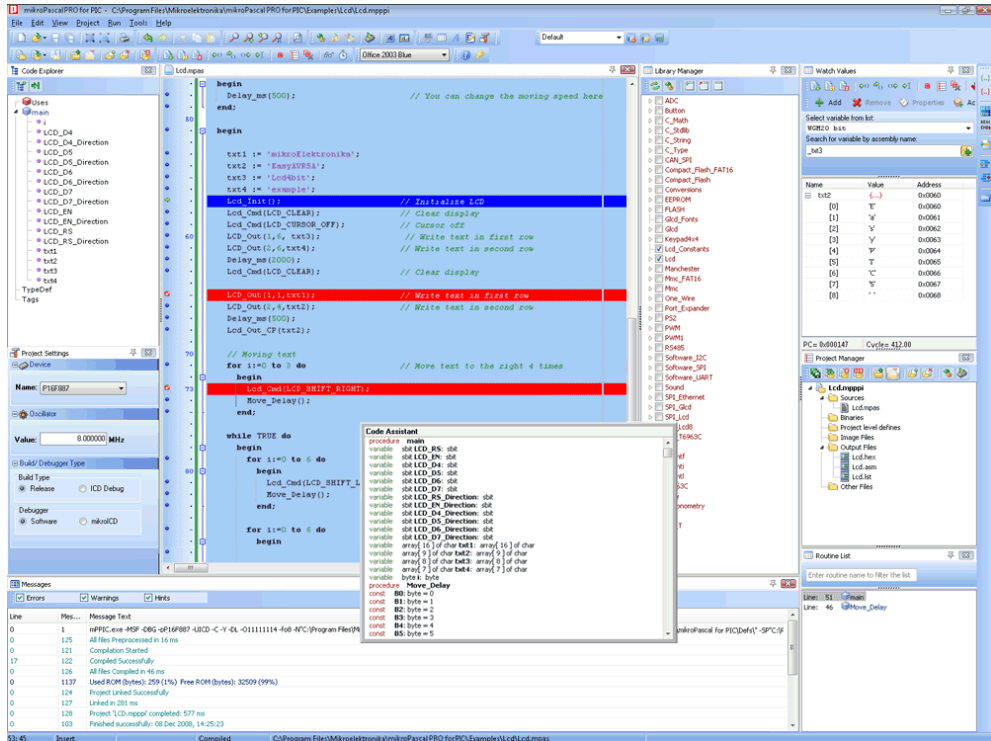 mikroPascal PRO for PIC - C:\Program Files\Mikroelektronika\mikroPascal PRO for PIC\Examples\Lcd\Lcd.mpppi
File Edit View Project Run Tools Help
Default
Office 2003 Blue
Code Explorer
Uses
main
i
LCD_D4
LCD_D4_Direction
LCD_D5
LCD_D5_Direction
LCD_D6
LCD_D6_Direction
LCD_D7
LCD_D7_Direction
LCD_EN
LCD_EN_Direction
LCD_RS
LCD_RS_Direction
txt1
txt2
txt3
txt4
TypeDef
Tags
Project Settings
Device
Name: P16F887
Oscillator
Value: 8.000000 MHz
Build/ Debugger Type
Build Type
Release ICD Debug
Debugger
Software mikroICD
Lcd.mpas
begin
Delay_ms(500); // You can change the moving speed here
end;
50
begin
txt1 := 'mikroElektronika';
txt2 := 'EasyAVR5A';
txt3 := 'Lcd4bit';
txt4 := 'example';
Lcd_Init(); // Initialize LCD
Lcd_Cmd(LCD_CLEAR); // Clear display
Lcd_Cmd(LCD_CURSOR_OFF); // Cursor off
60 LCD_Out(1,6, txt3); // Write text in first row
LCD_Out(2,6,txt4); // Write text in second row
Delay_ms(2000);
Lcd_Cmd(LCD_CLEAR); // Clear display
LCD_Out(1,1,txt1); // Write text in first row
LCD_Out(2,4,txt2); // Write text in second row
Delay_ms(500);
Lcd_Out_CP(txt2);
70 // Moving text
for i:=0 to 3 do // Move text to the right 4 times
begin
73 Lcd_Cmd(LCD_SHIFT_RIGHT);
Move_Delay();
end;
while TRUE do
begin
for i:=0 to 6 do
80 begin
Lcd_Cmd(LCD_SHIFT_L
Move_Delay();
end;
for i:=0 to 6 do
begin
Code Assistant
procedure main
variable sbit LCD_RS: sbit
variable sbit LCD_EN: sbit
variable sbit LCD_D4: sbit
variable sbit LCD_D5: sbit
variable sbit LCD_D6: sbit
variable sbit LCD_D7: sbit
variable sbit LCD_RS_Direction: sbit
variable sbit LCD_EN_Direction: sbit
variable sbit LCD_D4_Direction: sbit
variable sbit LCD_D5_Direction: sbit
variable sbit LCD_D6_Direction: sbit
variable sbit LCD_D7_Direction: sbit
variable array[ 16 ] of char txt1: array[ 16 ] of char
variable array[ 9 ] of char txt2: array[ 9 ] of char
variable array[ 8 ] of char txt3: array[ 8 ] of char
variable array[ 7 ] of char txt4: array[ 7 ] of char
variable byte i: byte
procedure Move_Delay
const B0: byte = 0
const B1: byte = 1
const B2: byte = 2
const B3: byte = 3
const B4: byte = 4
const B5: byte = 5
Library Manager
ADC
Button
C_Math
C_Stdlib
C_String
C_Type
CAN_SPI
Compact_Flash_FAT16
Compact_Flash
Conversions
EEPROM
FLASH
Glcd_Fonts
Glcd
Keypad4x4
Lcd_Constants
Lcd
Manchester
Mmc_FAT16
Mmc
One_Wire
Port_Expander
PS2
PWM
PWM1
RS485
Software_I2C
Software_SPI
Software_UART
Sound
SPI_Ethernet
SPI_Glcd
SPI_Lcd
Lcd8
T6963C
Watch Values
Add Remove Properties Ac
Select variable from list:
WGM20 bit
Search for variable by assembly name:
_txt3
Name Value Address
txt2 {...} 0x0060
[0] 'E' 0x0060
[1] 'a' 0x0061
[2] 's' 0x0062
[3] 'y' 0x0063
[4] 'P' 0x0064
[5] 'I' 0x0065
[6] 'C' 0x0066
[7] '5' 0x0067
[8] ' ' 0x0068
PC= 0x000147 Cycle= 412.00
Project Manager
Lcd.mpppi
Sources
Lcd.mpas
Binaries
Project level defines
Image Files
Output Files
Lcd.hex
Lcd.asm
Lcd.lst
Other Files
Routine List
Enter routine name to filter the list
Line: 51 main
Line: 46 Move_Delay
Messages
Errors Warnings Hints
Line Mes... Message Text
0 1 mPPIC.exe -MSF -DBG -pP16F887 -UICD -C -Y -DL -O11111114 -fo8 -N"C:\Program Files\Mi mikroPascal for PIC\Defs\" -SP"C:\P
0 125 All files Preprocessed in 16 ms
0 121 Compilation Started
17 122 Compiled Successfully
0 126 All files Compiled in 46 ms
0 1137 Used ROM (bytes): 259 (1%) Free ROM (bytes): 32509 (99%)
0 124 Project Linked Successfully
0 127 Linked in 281 ms
0 128 Project 'LCD.mpppi' completed: 577 ms
0 103 Finished successfully: 08 Dec 2008, 14:25:23
53: 45 Insert Compiled C:\Program Files\Mikroelektronika\mikroPascal PRO for PIC\Examples\Lcd\Lcd.mpas